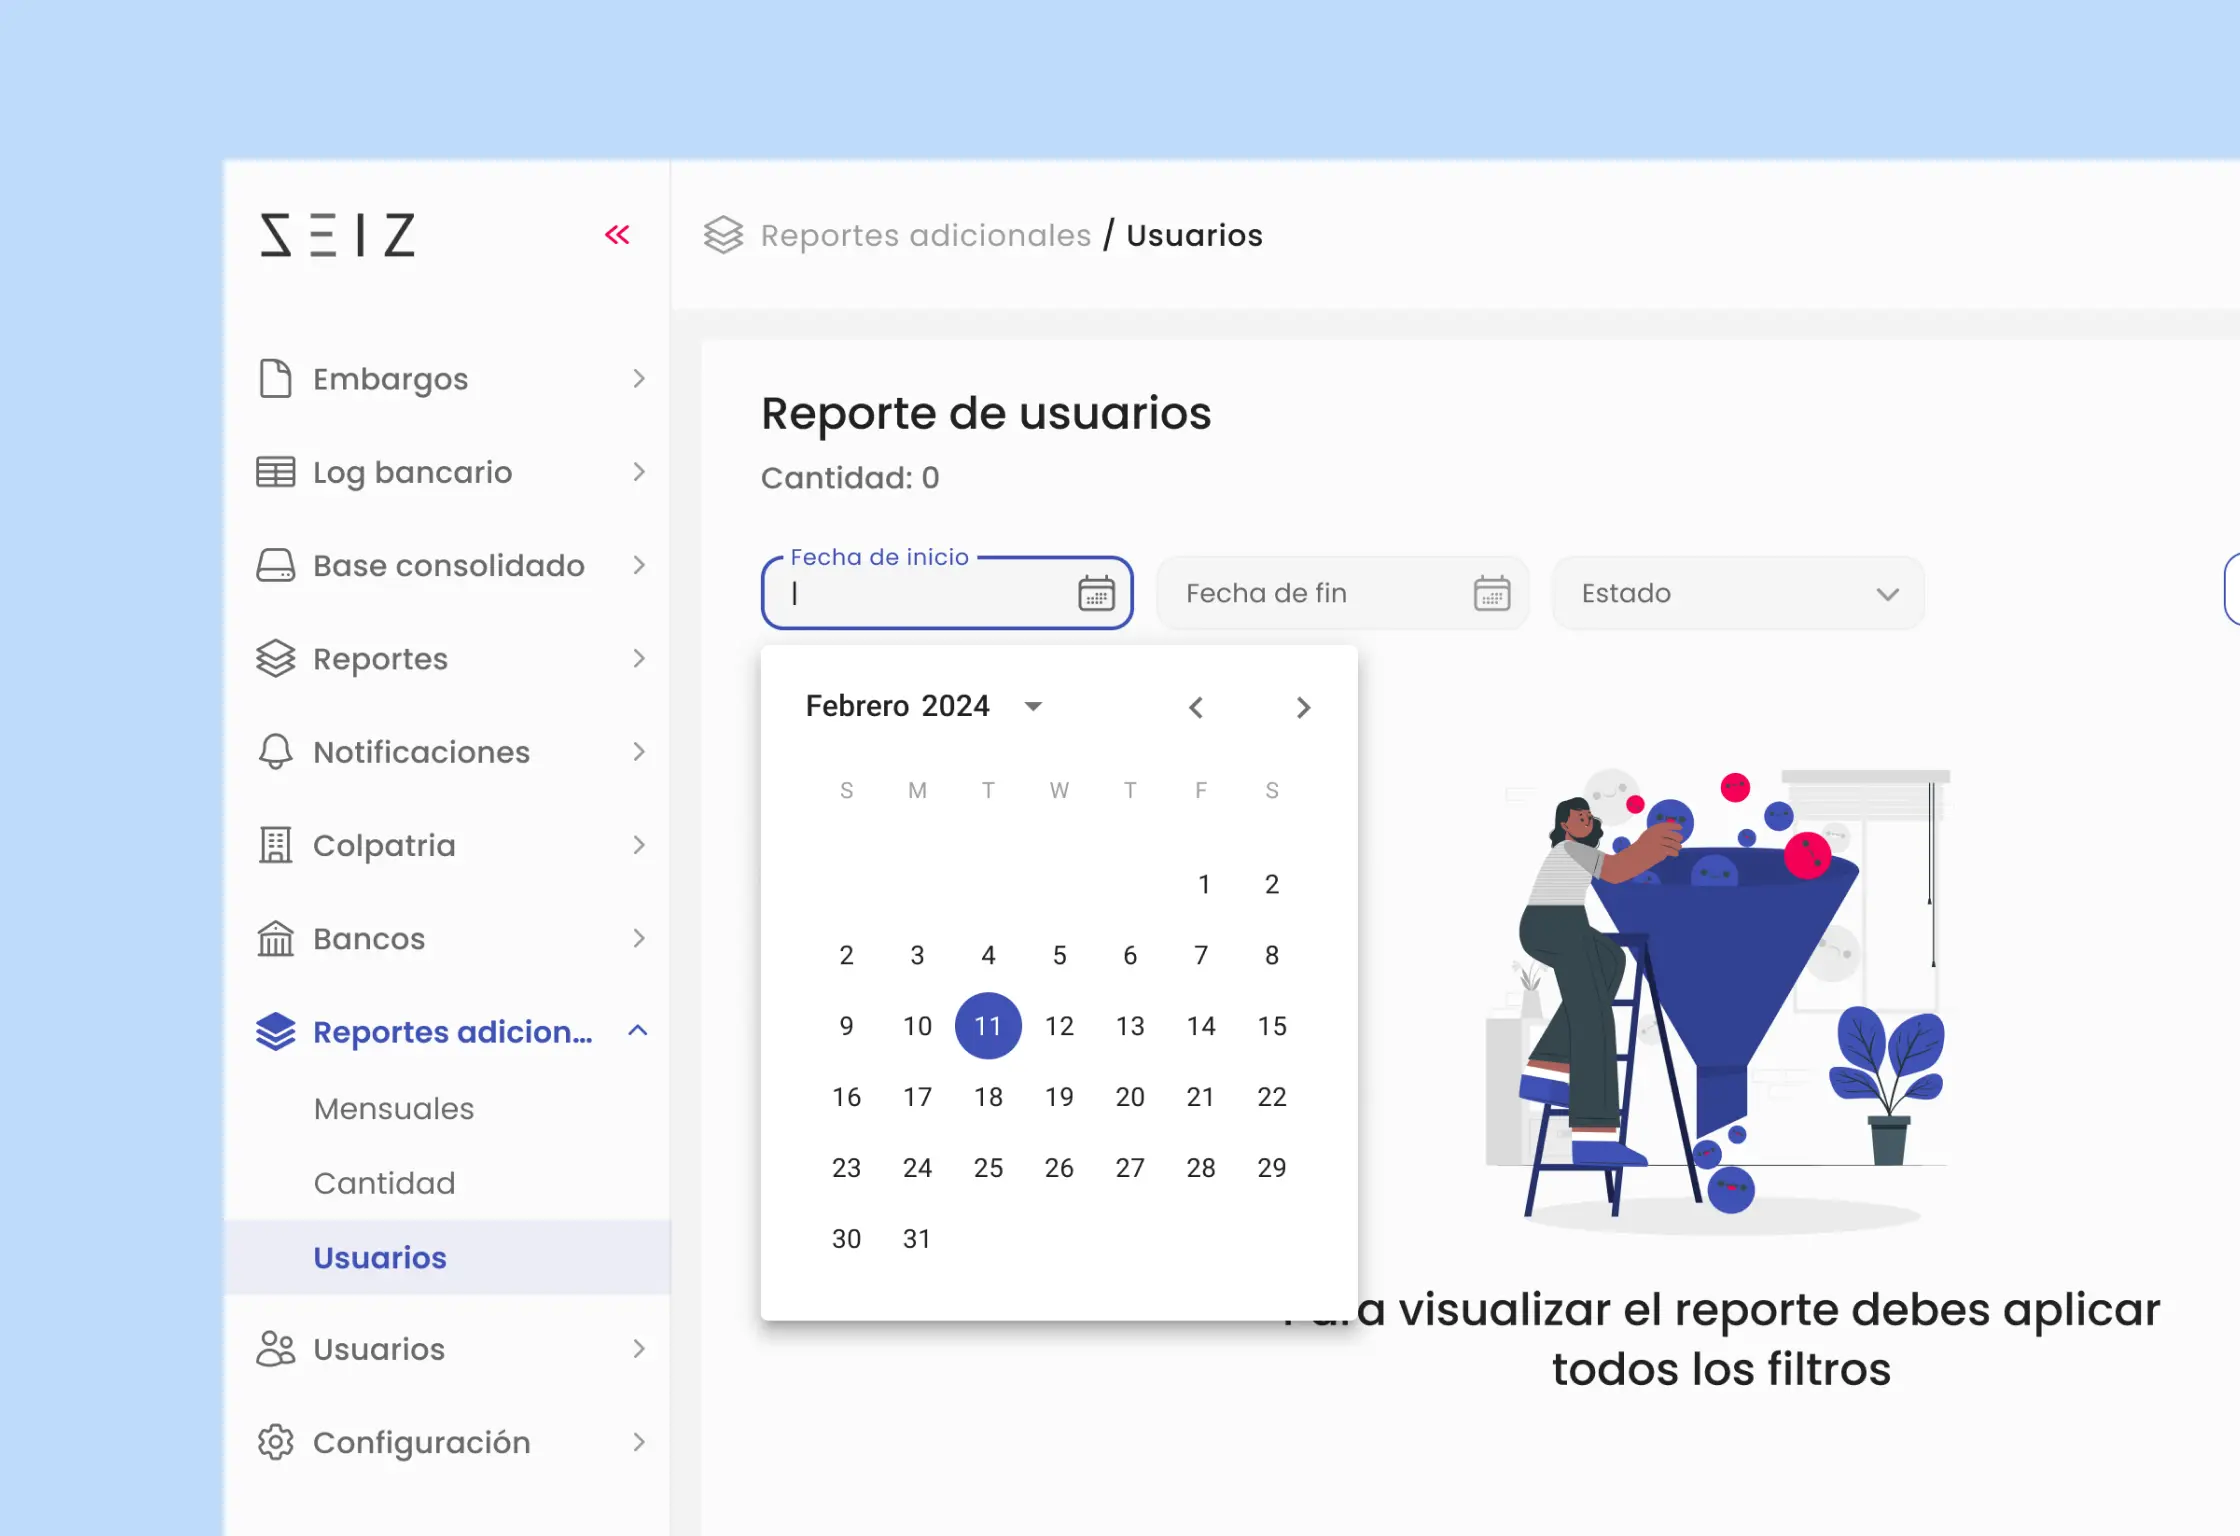 ZEIZ
Reportes adicionales / Usuarios
Embargos
Log bancario
Base consolidado
Reportes
Notificaciones
Colpatria
Bancos
Reportes adicion...
Mensuales
Cantidad
Usuarios
Usuarios
Configuración
Reporte de usuarios
Cantidad: 0
Fecha de inicio
Fecha de fin
Estado
Febrero 2024
S M T W T F S
1 2
2 3 4 5 6 7 8
9 10 11 12 13 14 15
16 17 18 19 20 21 22
23 24 25 26 27 28 29
30 31
visualizar el reporte debes aplicar
todos los filtros